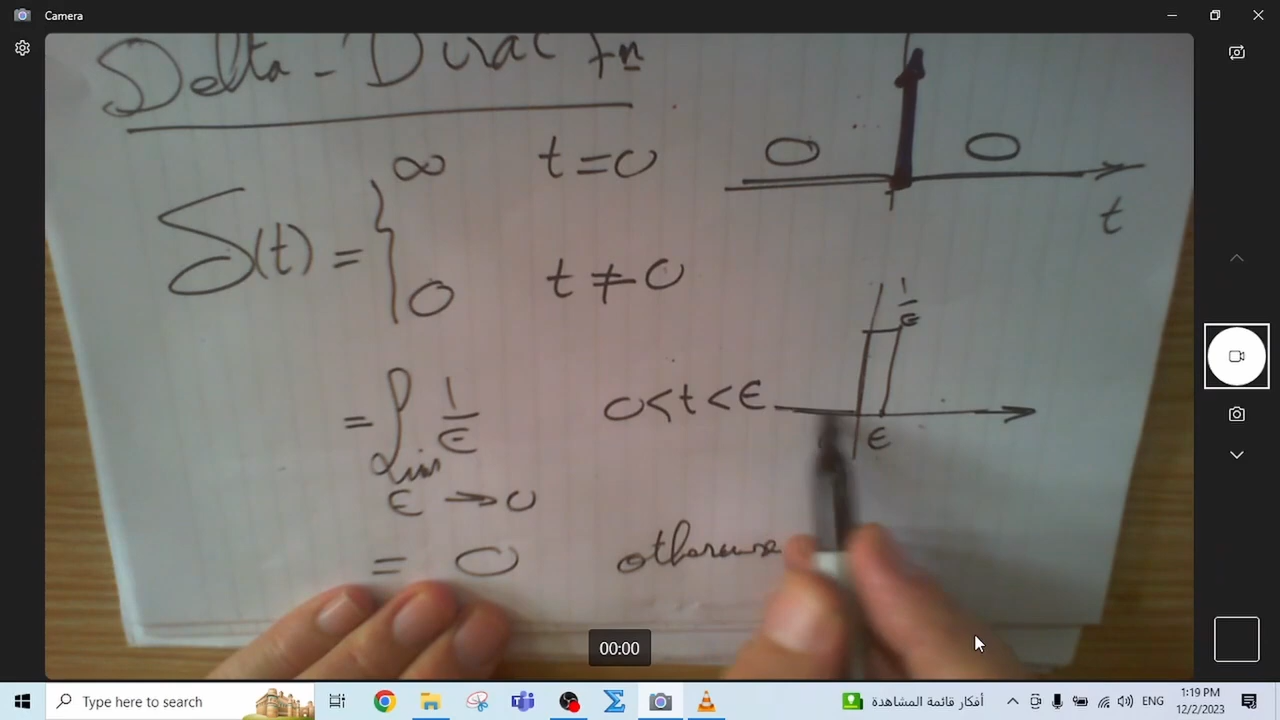 Camera
Delta - Dirac fn
δ(t) = { ∞ t = 0
0 t ≠ 0
0 0
t
= Lim 1/ϵ 0 < t < ϵ
ϵ → 0
= 0 otherwise
1/ϵ
ϵ
00:00
Type here to search
أفكار قائمة المشاهدة
ENG
1:19 PM
12/2/2023